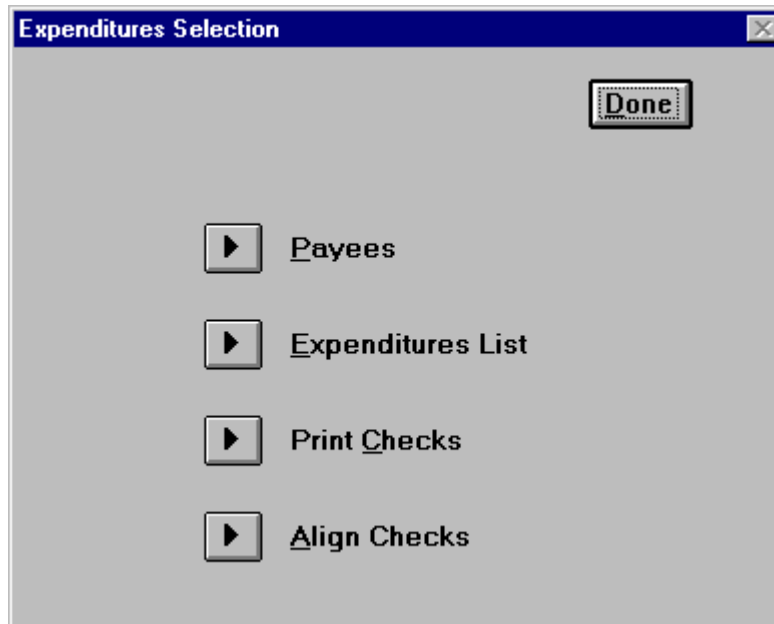 Expenditures Selection
Done
Payees
Expenditures List
Print Checks
Align Checks